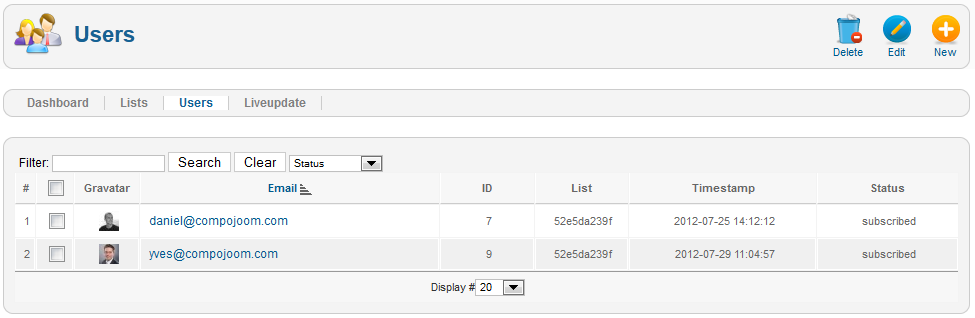 Users
Delete Edit New
Dashboard Lists Users Liveupdate
Filter: Search Clear Status
# Gravatar Email ID List Timestamp Status
1 daniel@compojoom.com 7 52e5da239f 2012-07-25 14:12:12 subscribed
2 yves@compojoom.com 9 52e5da239f 2012-07-29 11:04:57 subscribed
Display # 20